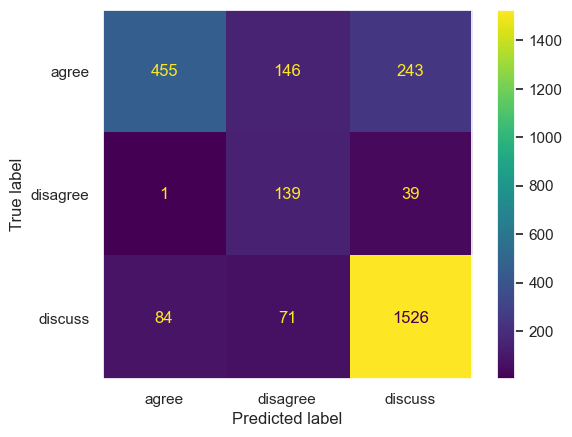 agree 455 146 243
disagree 1 139 39
discuss 84 71 1526
agree disagree discuss
Predicted label
True label
1400
1200
1000
800
600
400
200